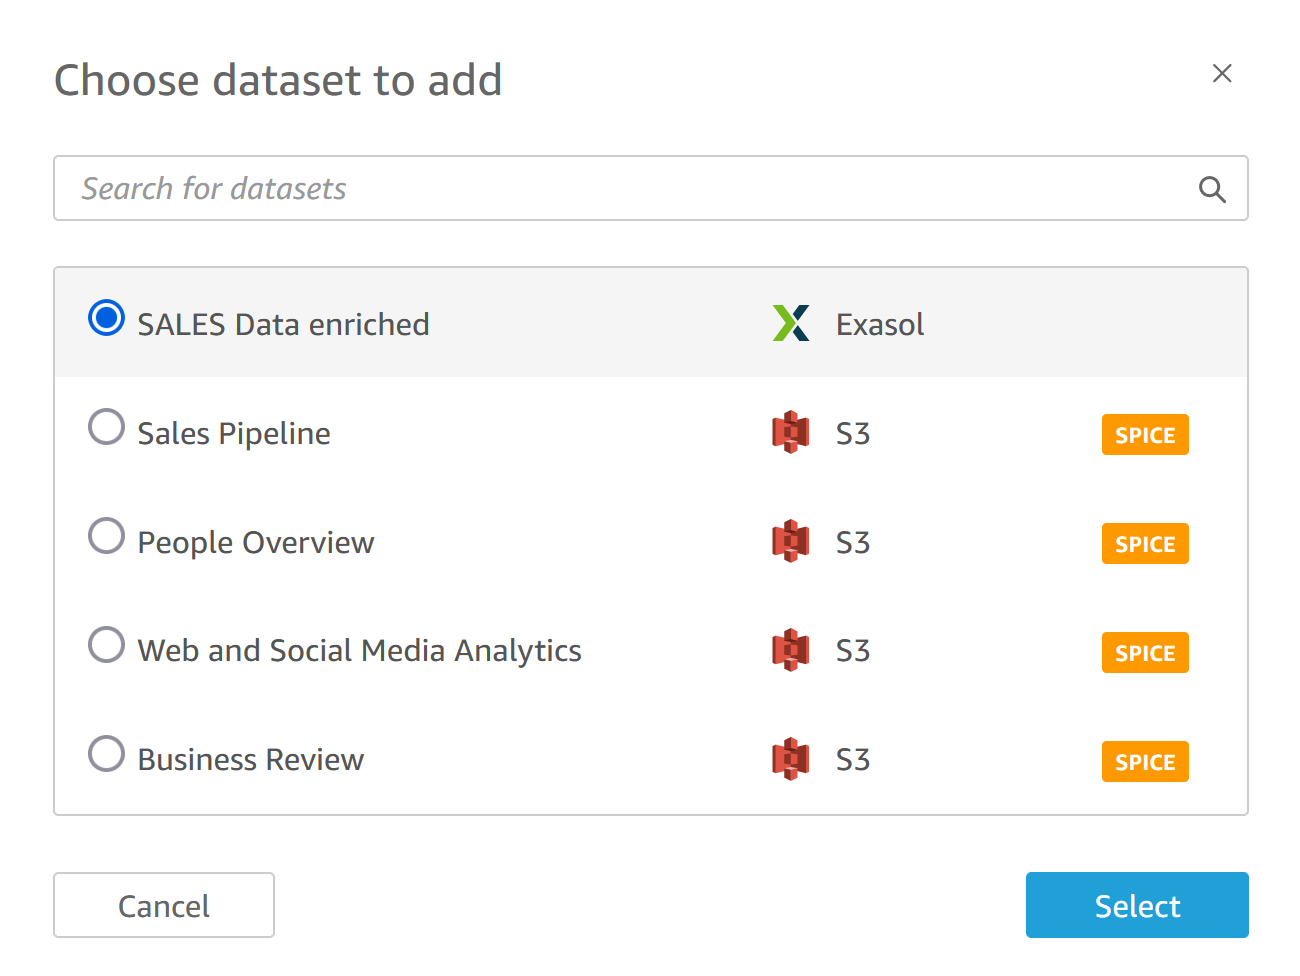 Choose dataset to add
Search for datasets
SALES Data enriched Exasol
Sales Pipeline S3 SPICE
People Overview S3 SPICE
Web and Social Media Analytics S3 SPICE
Business Review S3 SPICE
Cancel Select